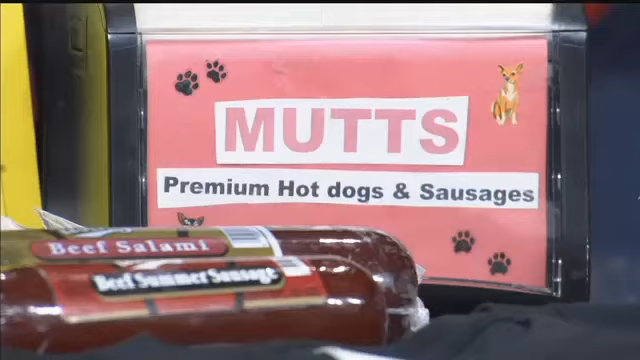 MUTTS
Premium Hot dogs & Sausages
Beef Salami
Beef Summer Sausage